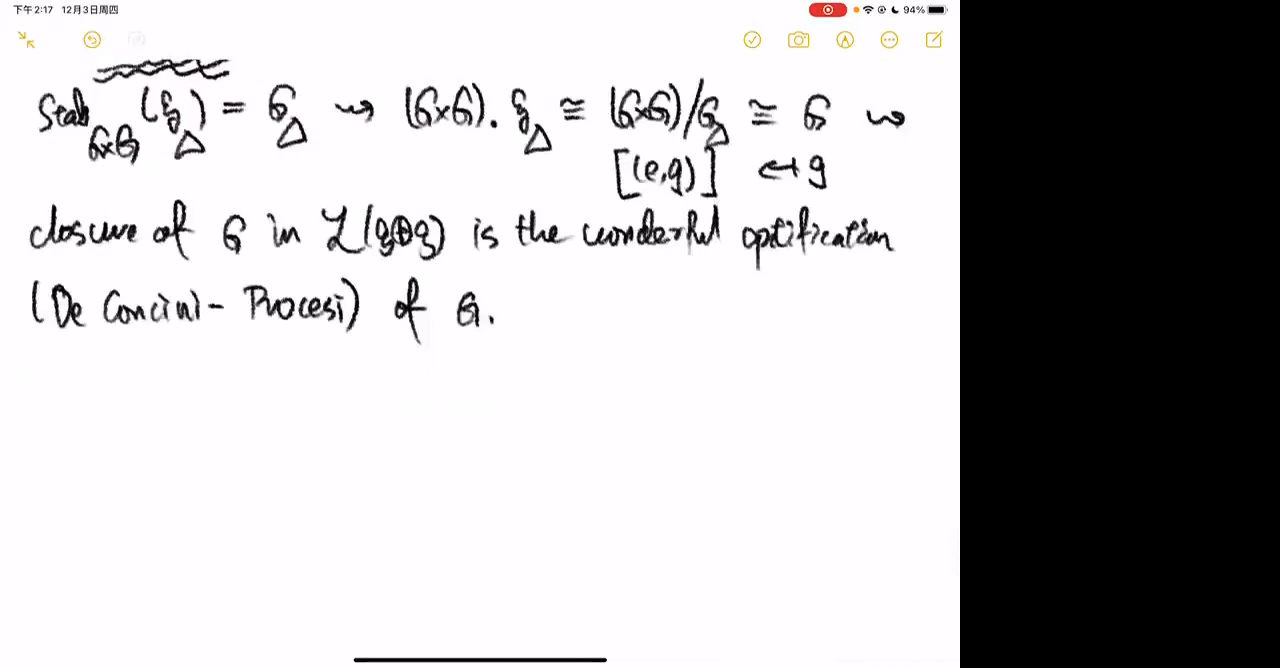 下午2:17 12月3日周四
94%
Stab_{G×G} (𝔤_Δ) = G_Δ ⇝ (G×G). 𝔤_Δ ≅ (G×G)/G_Δ ≅ G ⇝
[(e,g)] ↤ g
closure of G in ℒ(𝔤⊕𝔤) is the wonderful cptification
(De Concini - Procesi) of G.